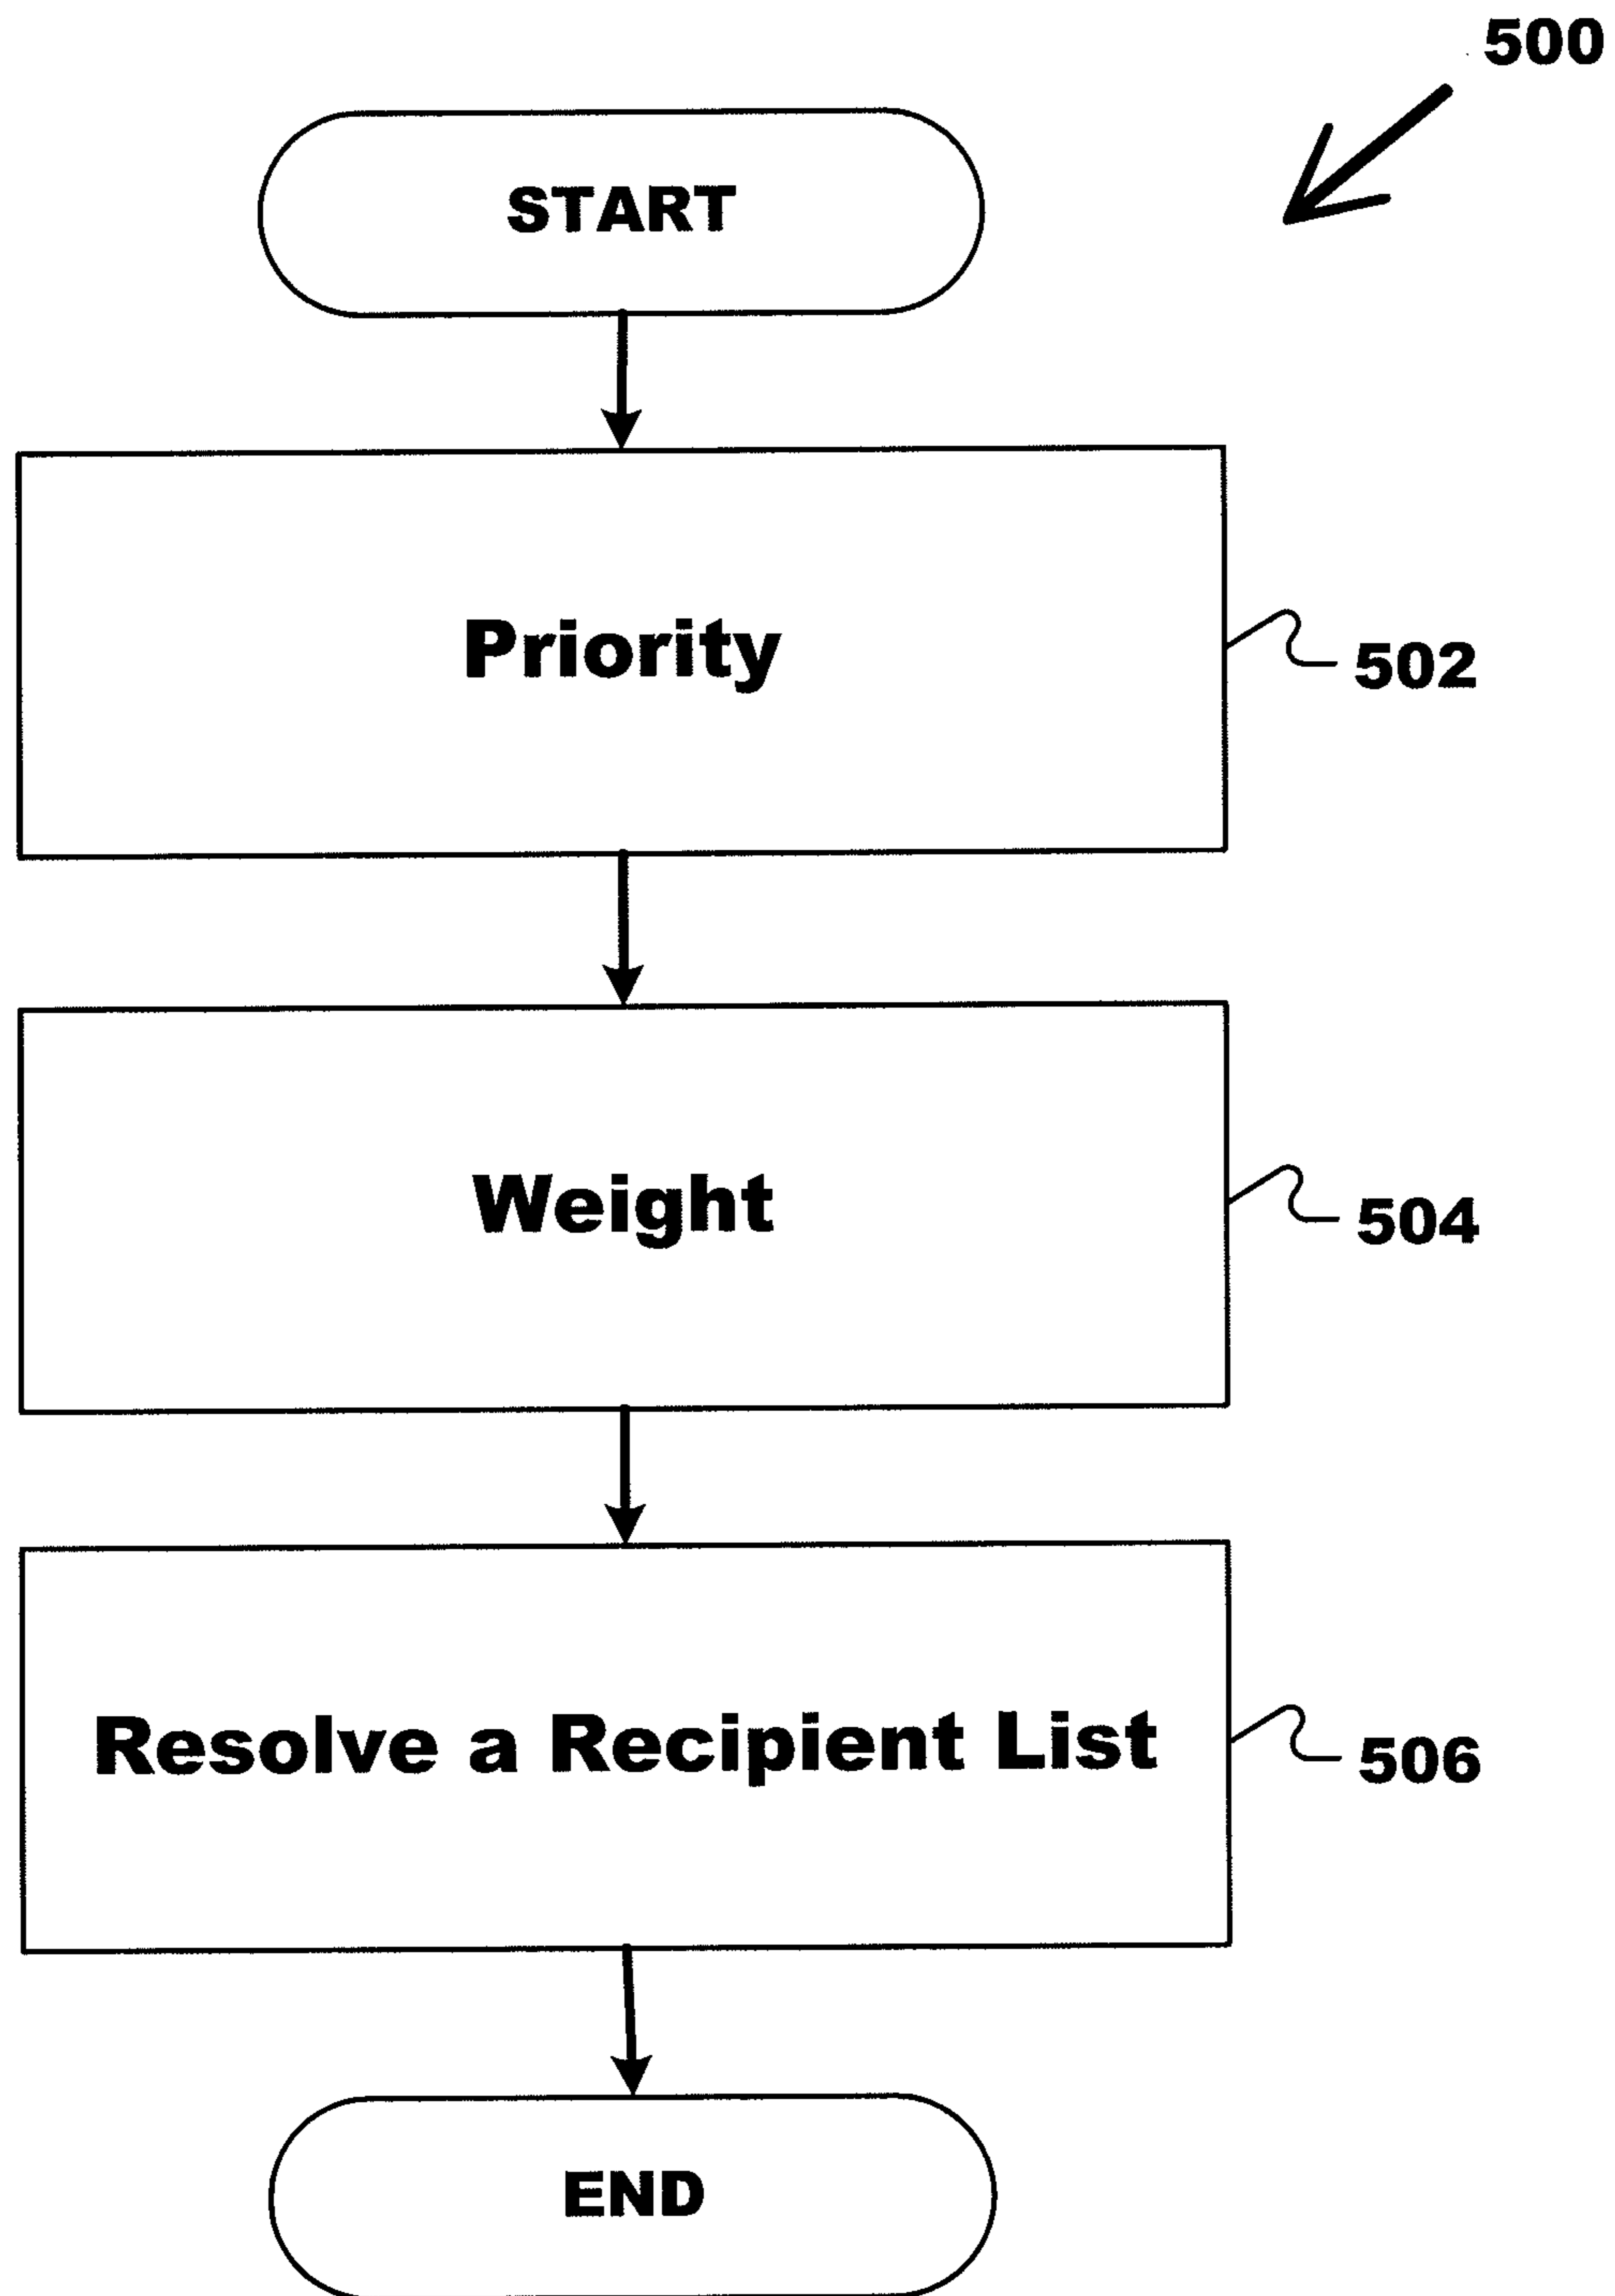 500
START
Priority
502
Weight
504
Resolve a Recipient List
506
END